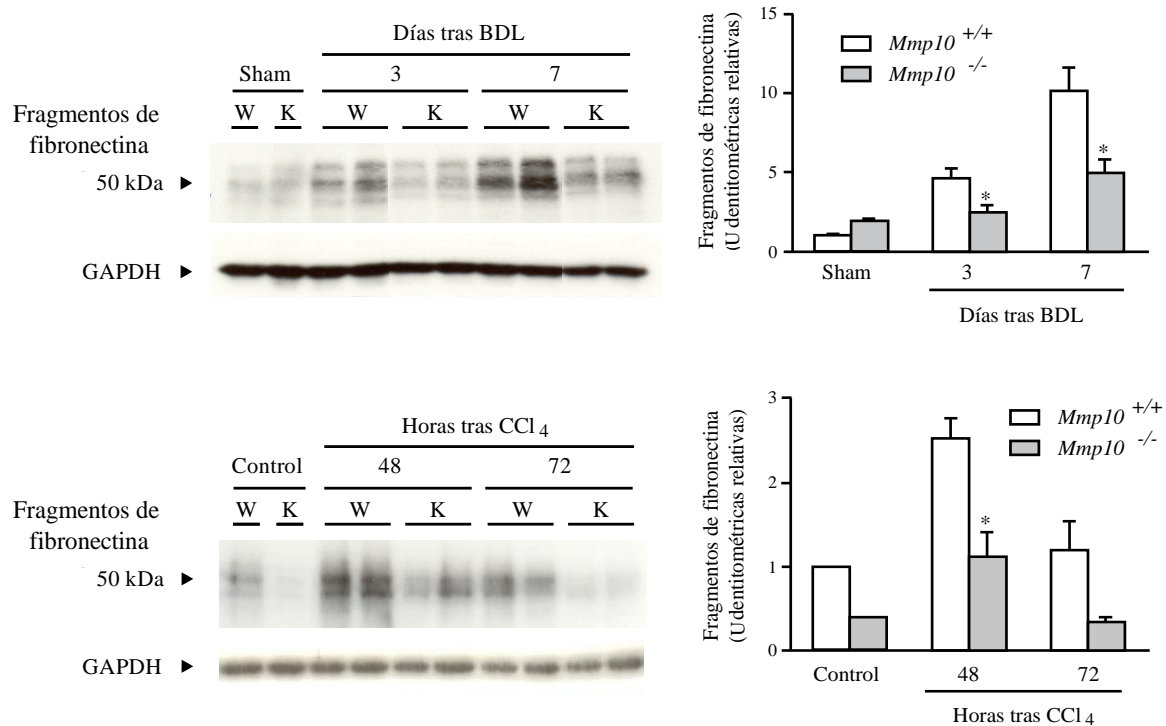 Días tras BDL
Sham 3 7
W K W K W K
Fragmentos de
fibronectina
50 kDa
GAPDH
Fragmentos de fibronectina
(U dentitométricas relativas)
15
10
5
0
Mmp10 +/+
Mmp10 -/-
* *
Sham 3 7
Días tras BDL
Horas tras CCl 4
Control 48 72
W K W K W K
Fragmentos de
fibronectina
50 kDa
GAPDH
Fragmentos de fibronectina
(U dentitométricas relativas)
3
2
1
0
Mmp10 +/+
Mmp10 -/-
*
Control 48 72
Horas tras CCl 4